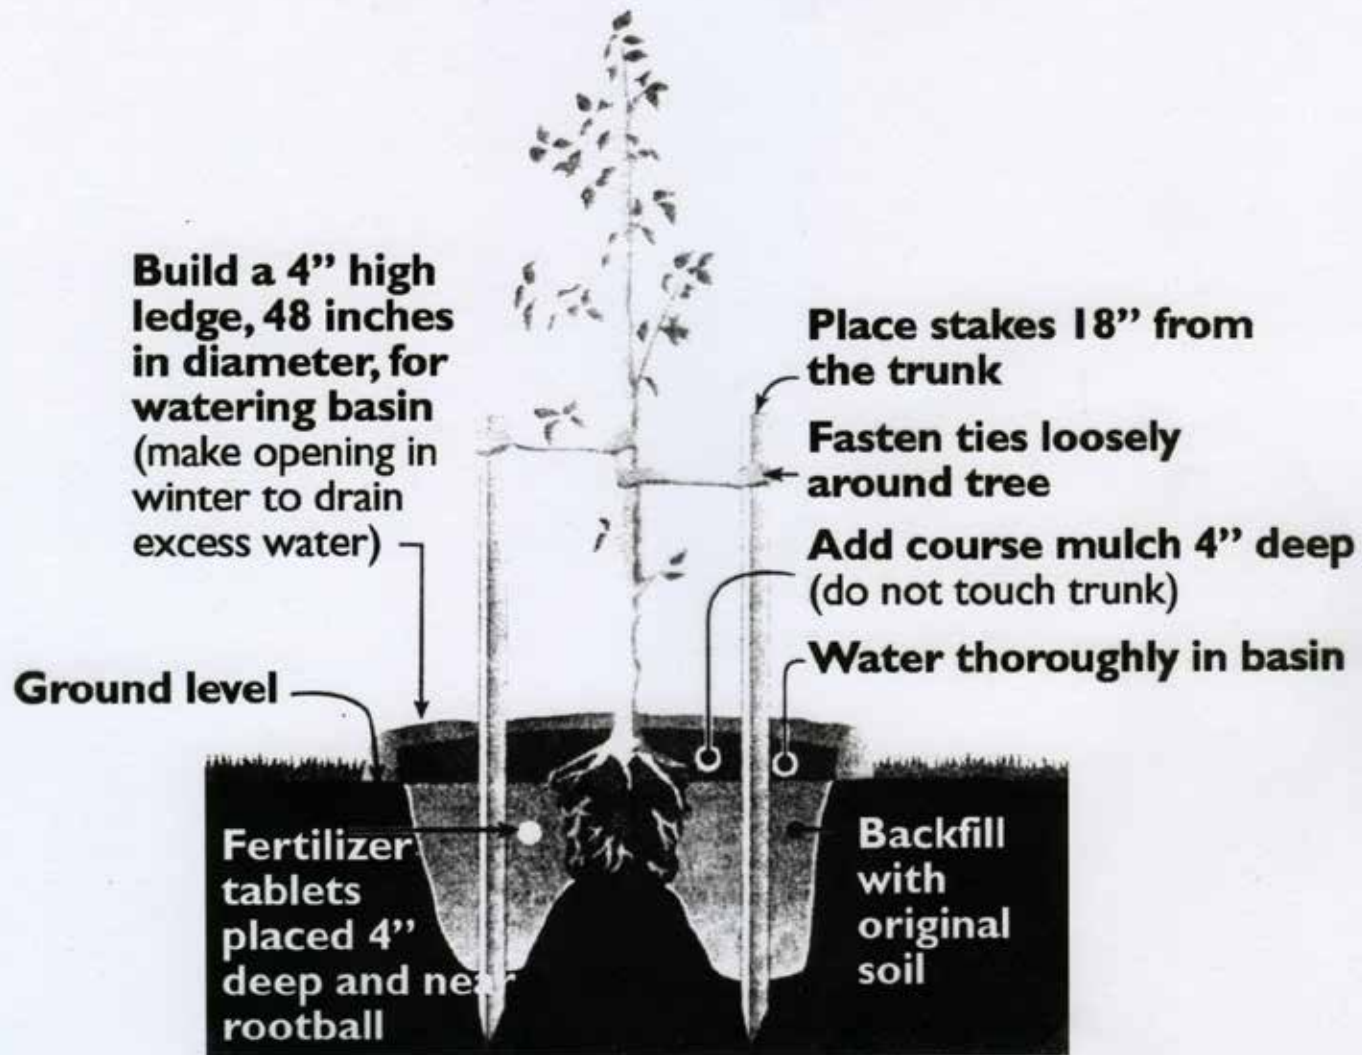 Build a 4” high
ledge, 48 inches
in diameter, for
watering basin
(make opening in
winter to drain
excess water)
Ground level
Place stakes 18” from
the trunk
Fasten ties loosely
around tree
Add course mulch 4” deep
(do not touch trunk)
Water thoroughly in basin
Fertilizer
tablets
placed 4”
deep and near
rootball
Backfill
with
original
soil